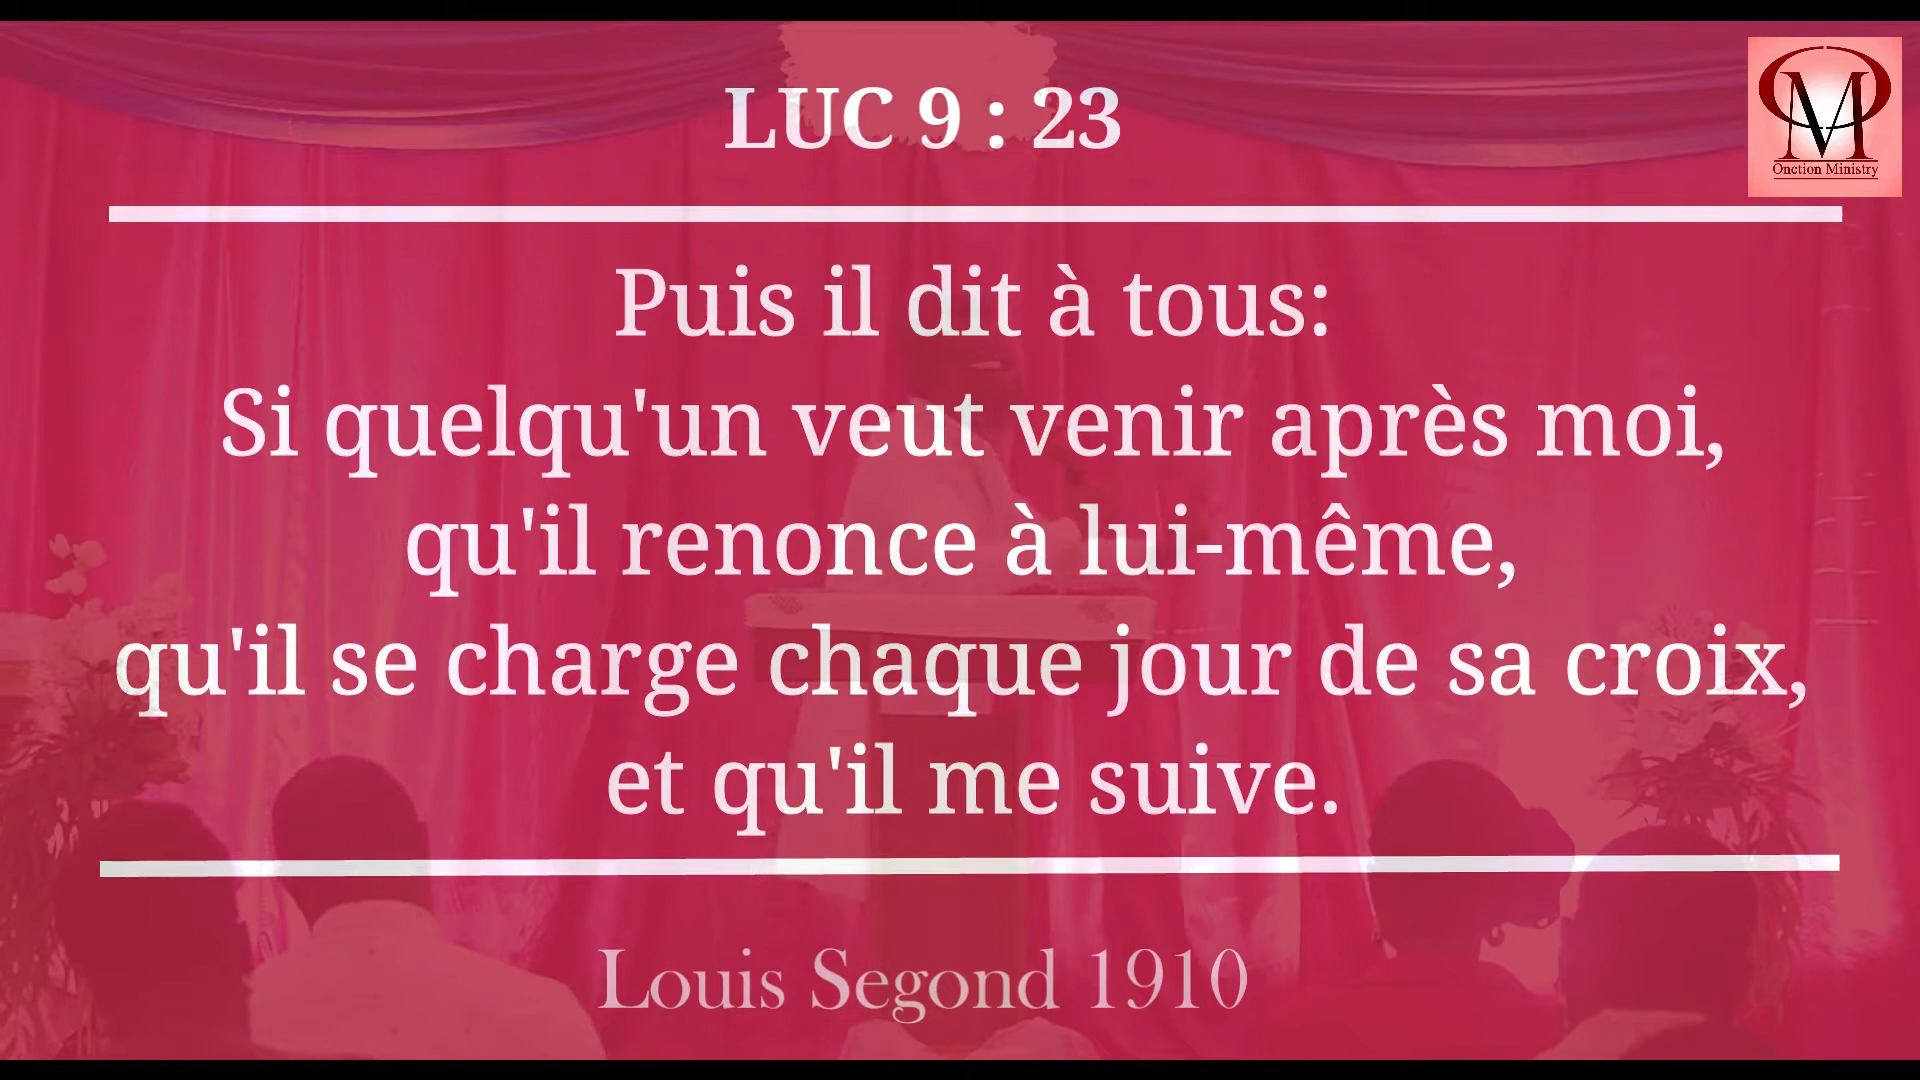 LUC 9 : 23
OM
Onction Ministry
Puis il dit à tous:
Si quelqu'un veut venir après moi,
qu'il renonce à lui-même,
qu'il se charge chaque jour de sa croix,
et qu'il me suive.
Louis Segond 1910